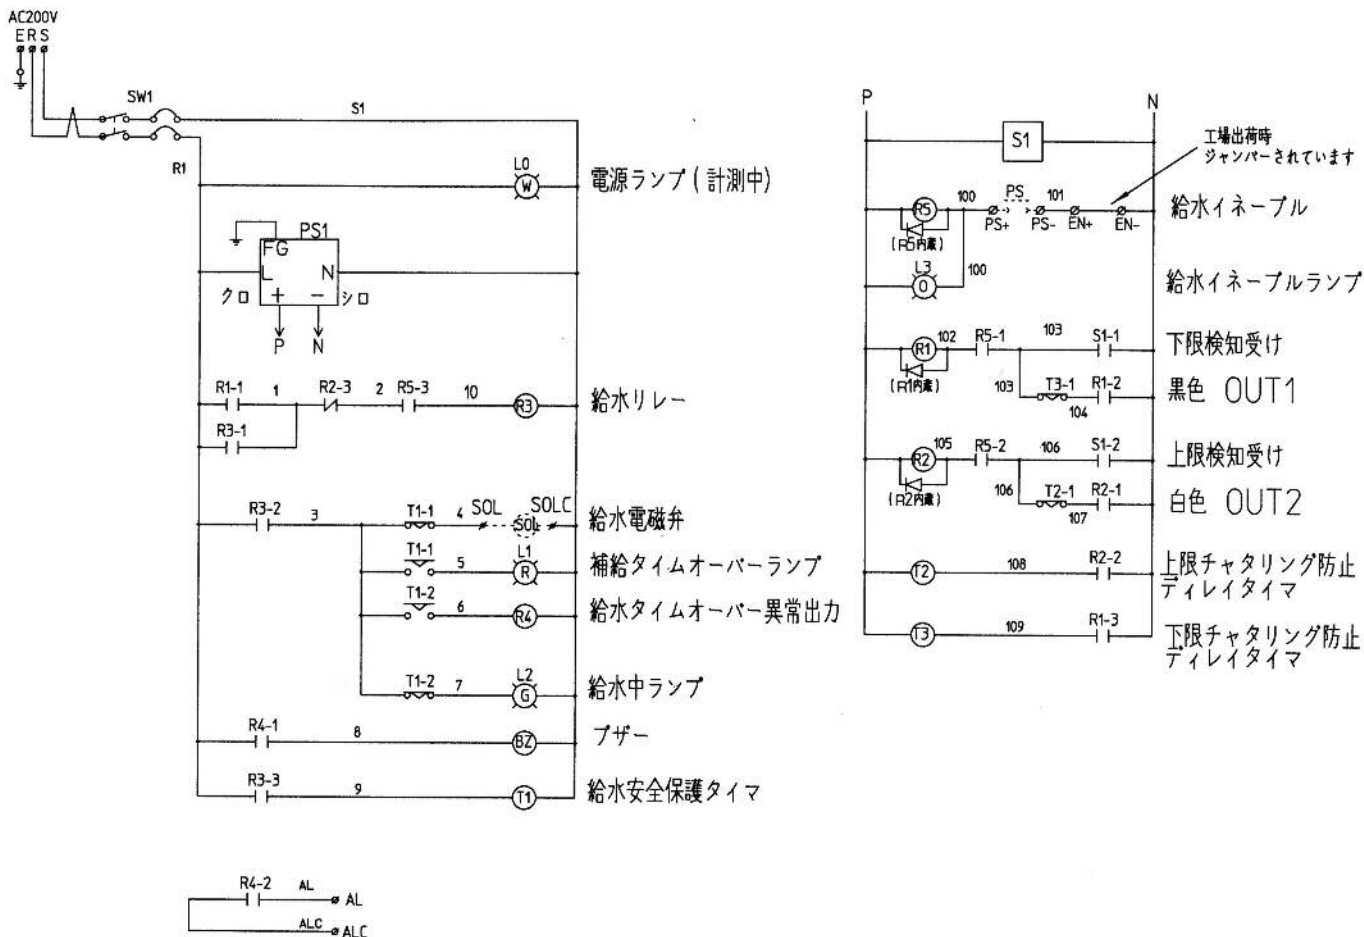 AC200V
E R S
SW1
S1
R1
L0
W
電源ランプ(計測中)
PS1
FG
L
N
クロ
+
−
シロ
P
N
R1-1
1
R2-3
2
R5-3
10
R3
給水リレー
R3-1
R3-2
3
T1-1
4
SOL
SOL
SOLC
給水電磁弁
T1-1
5
L1
R
補給タイムオーバーランプ
T1-2
6
R4
給水タイムオーバー異常出力
T1-2
7
L2
G
給水中ランプ
R4-1
8
BZ
ブザー
R3-3
9
T1
給水安全保護タイマ
R4-2
AL
AL
ALC
ALC
P
N
S1
工場出荷時
ジャンパーされています
R5
100
PS
101
PS+
PS-
EN+
EN-
給水イネーブル
(R5内蔵)
L3
O
100
給水イネーブルランプ
R1
102
R5-1
103
S1-1
下限検知受け
(R1内蔵)
103
T3-1
R1-2
104
黒色 OUT1
R2
105
R5-2
106
S1-2
上限検知受け
(R2内蔵)
106
T2-1
R2-1
107
白色 OUT2
T2
108
R2-2
上限チャタリング防止
ディレイタイマ
T3
109
R1-3
下限チャタリング防止
ディレイタイマ